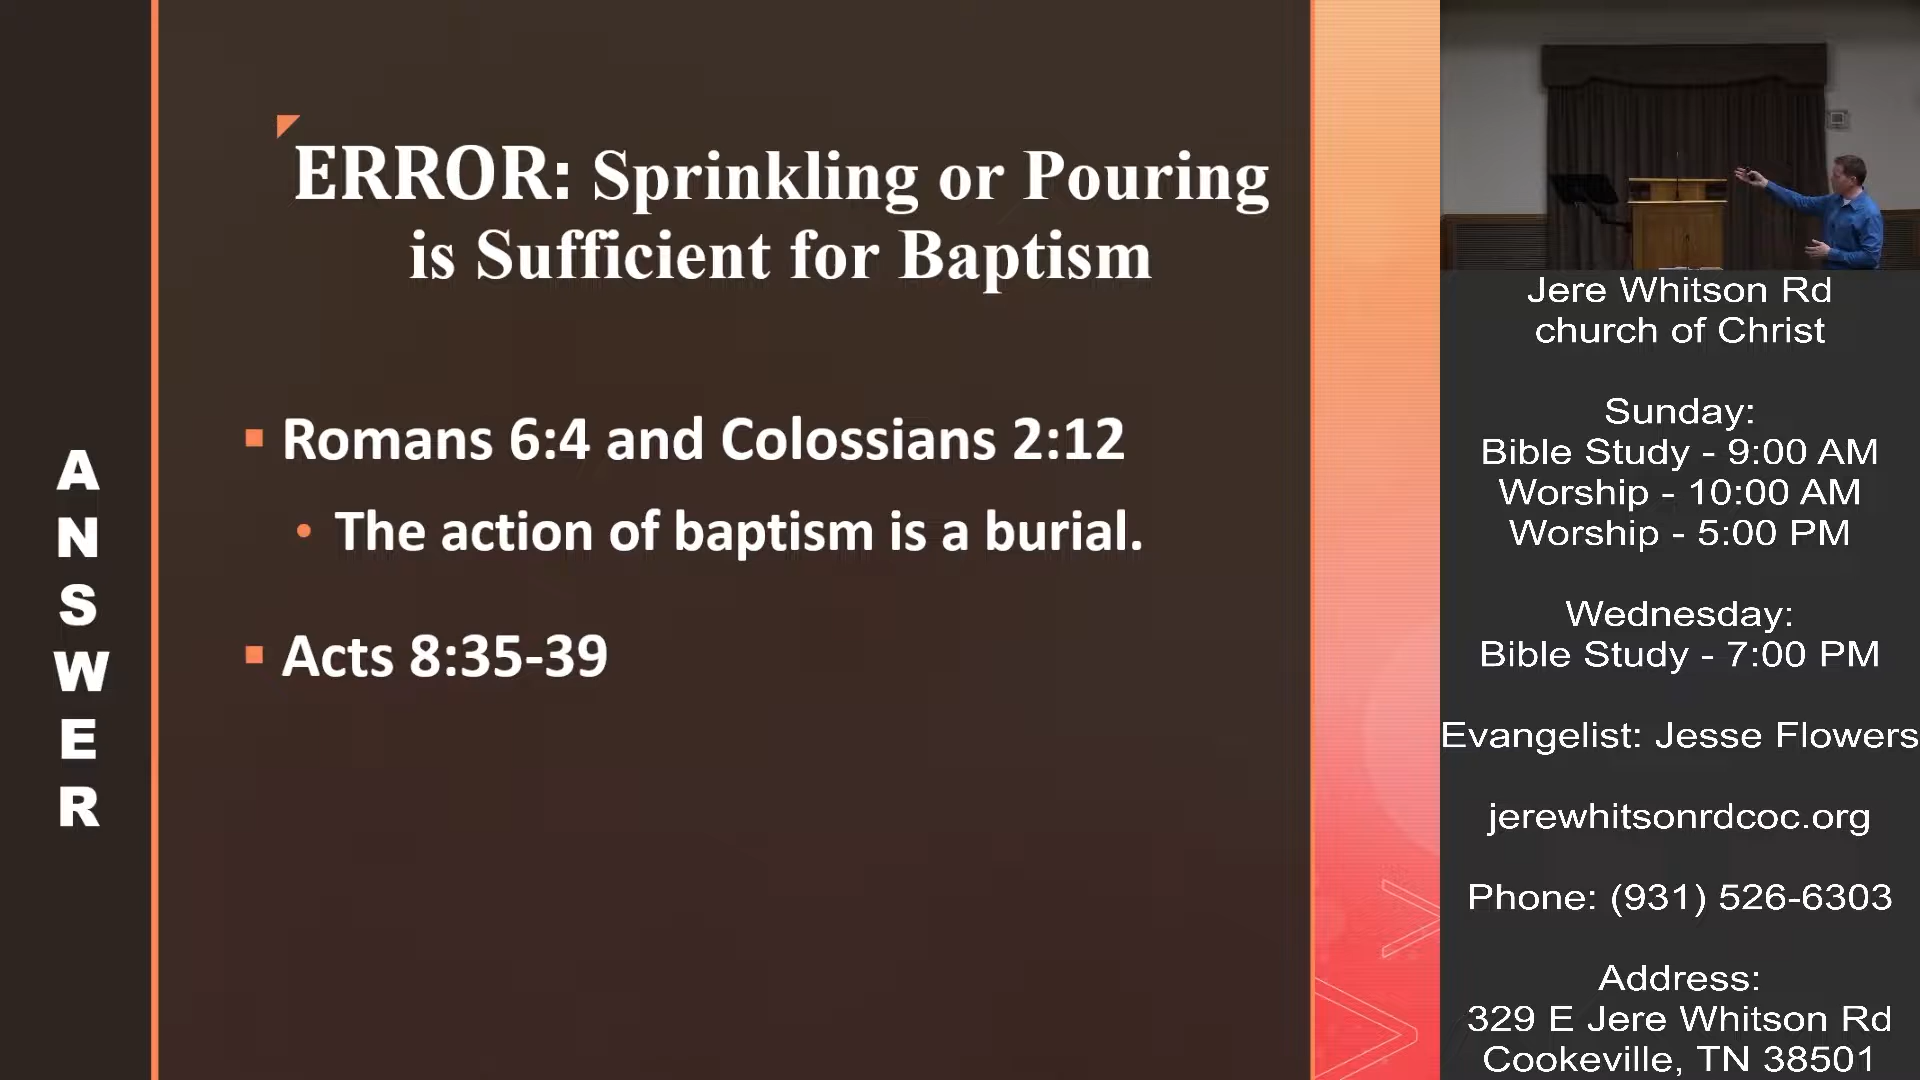 ERROR: Sprinkling or Pouring
is Sufficient for Baptism
Romans 6:4 and Colossians 2:12
The action of baptism is a burial.
Acts 8:35-39
A
N
S
W
E
R
Jere Whitson Rd
church of Christ
Sunday:
Bible Study - 9:00 AM
Worship - 10:00 AM
Worship - 5:00 PM
Wednesday:
Bible Study - 7:00 PM
Evangelist: Jesse Flowers
jerewhitsonrdcoc.org
Phone: (931) 526-6303
Address:
329 E Jere Whitson Rd
Cookeville, TN 38501